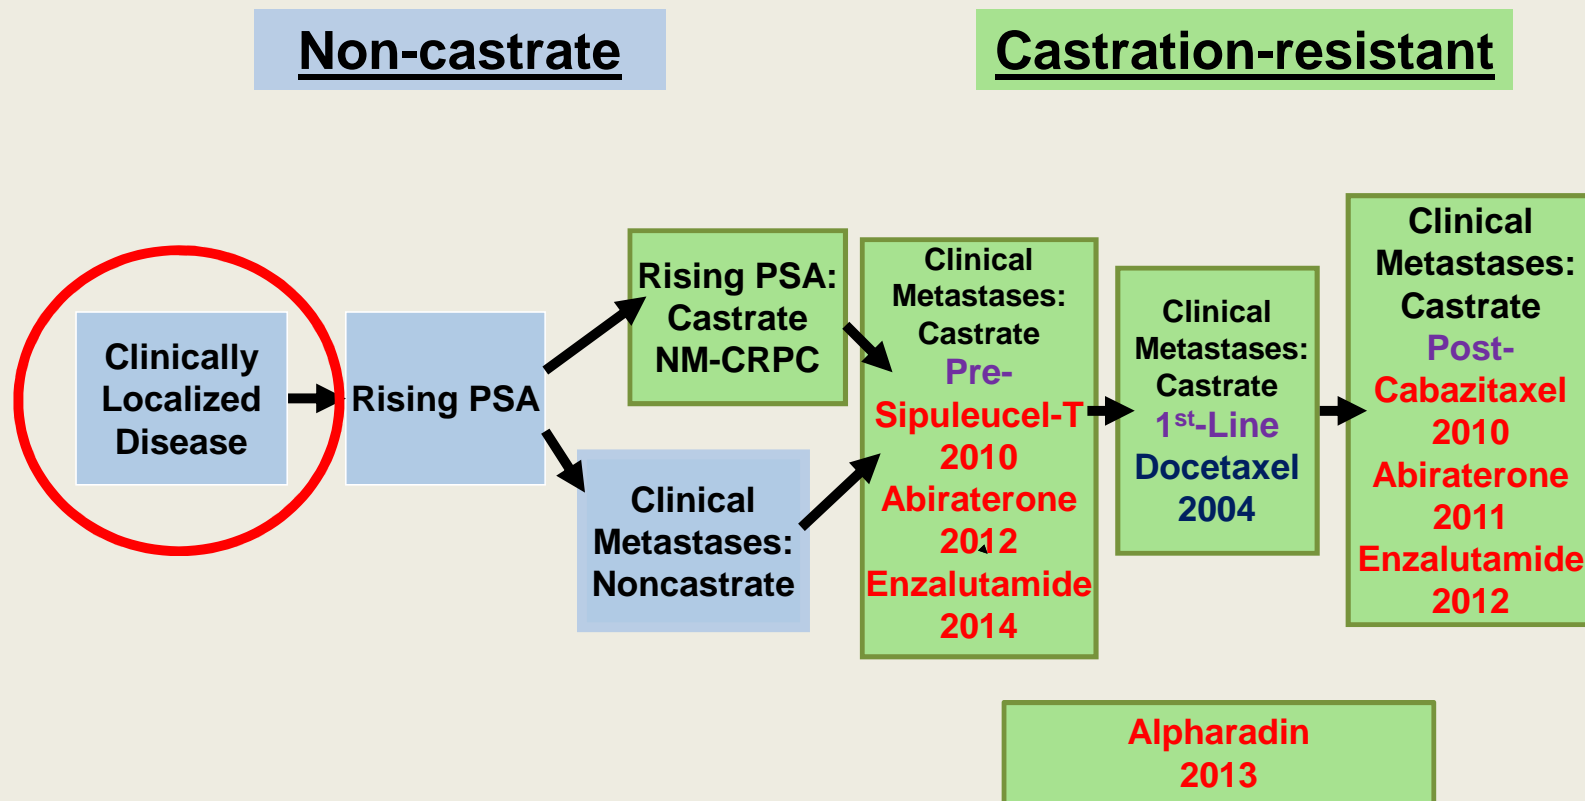 Non-castrate
Castration-resistant
Clinically
Localized
Disease
Rising PSA
Rising PSA:
Castrate
NM-CRPC
Clinical
Metastases:
Noncastrate
Clinical
Metastases:
Castrate
Pre-
Sipuleucel-T
2010
Abiraterone
2012
Enzalutamide
2014
Clinical
Metastases:
Castrate
1st-Line
Docetaxel
2004
Clinical
Metastases:
Castrate
Post-
Cabazitaxel
2010
Abiraterone
2011
Enzalutamide
2012
Alpharadin
2013